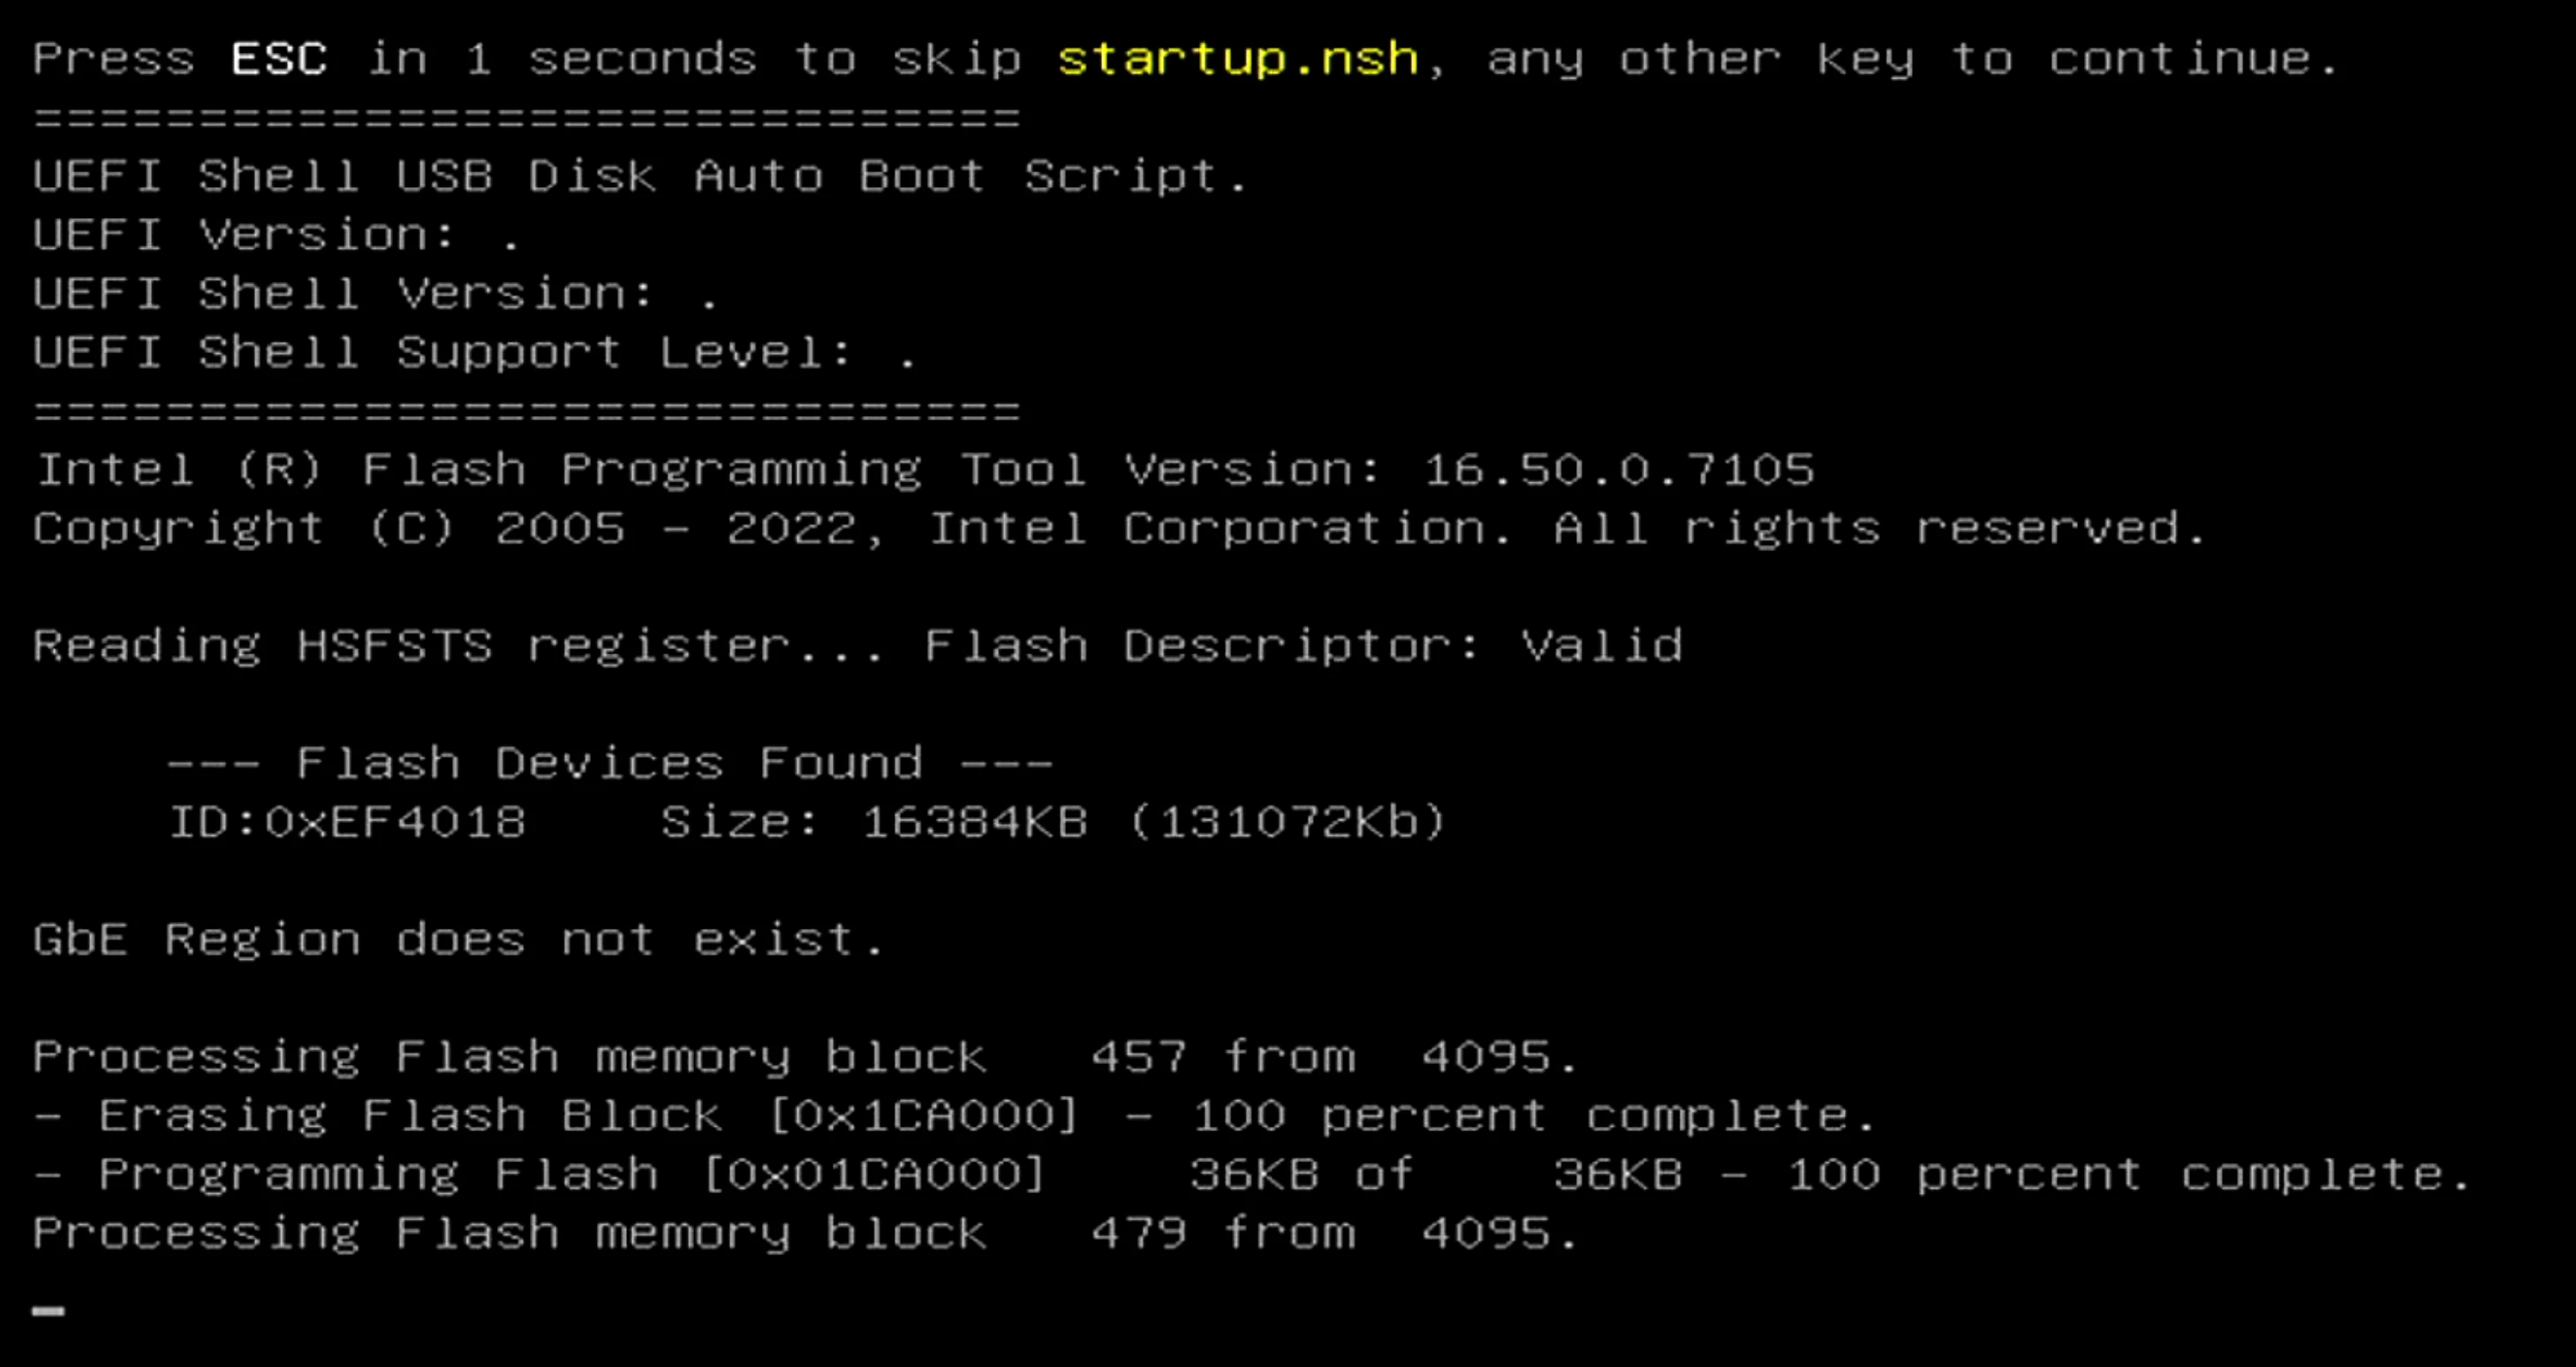 Press ESC in 1 seconds to skip startup.nsh, any other key to continue.
==============================
UEFI Shell USB Disk Auto Boot Script.
UEFI Version: .
UEFI Shell Version: .
UEFI Shell Support Level: .
==============================
Intel (R) Flash Programming Tool Version: 16.50.0.7105
Copyright (C) 2005 - 2022, Intel Corporation. All rights reserved.

Reading HSFSTS register... Flash Descriptor: Valid

    --- Flash Devices Found ---
    ID:0xEF4018    Size: 16384KB (131072Kb)

GbE Region does not exist.

Processing Flash memory block   457 from  4095.
- Erasing Flash Block [0x1CA000] - 100 percent complete.
- Programming Flash [0x01CA000]    36KB of    36KB - 100 percent complete.
Processing Flash memory block   479 from  4095.